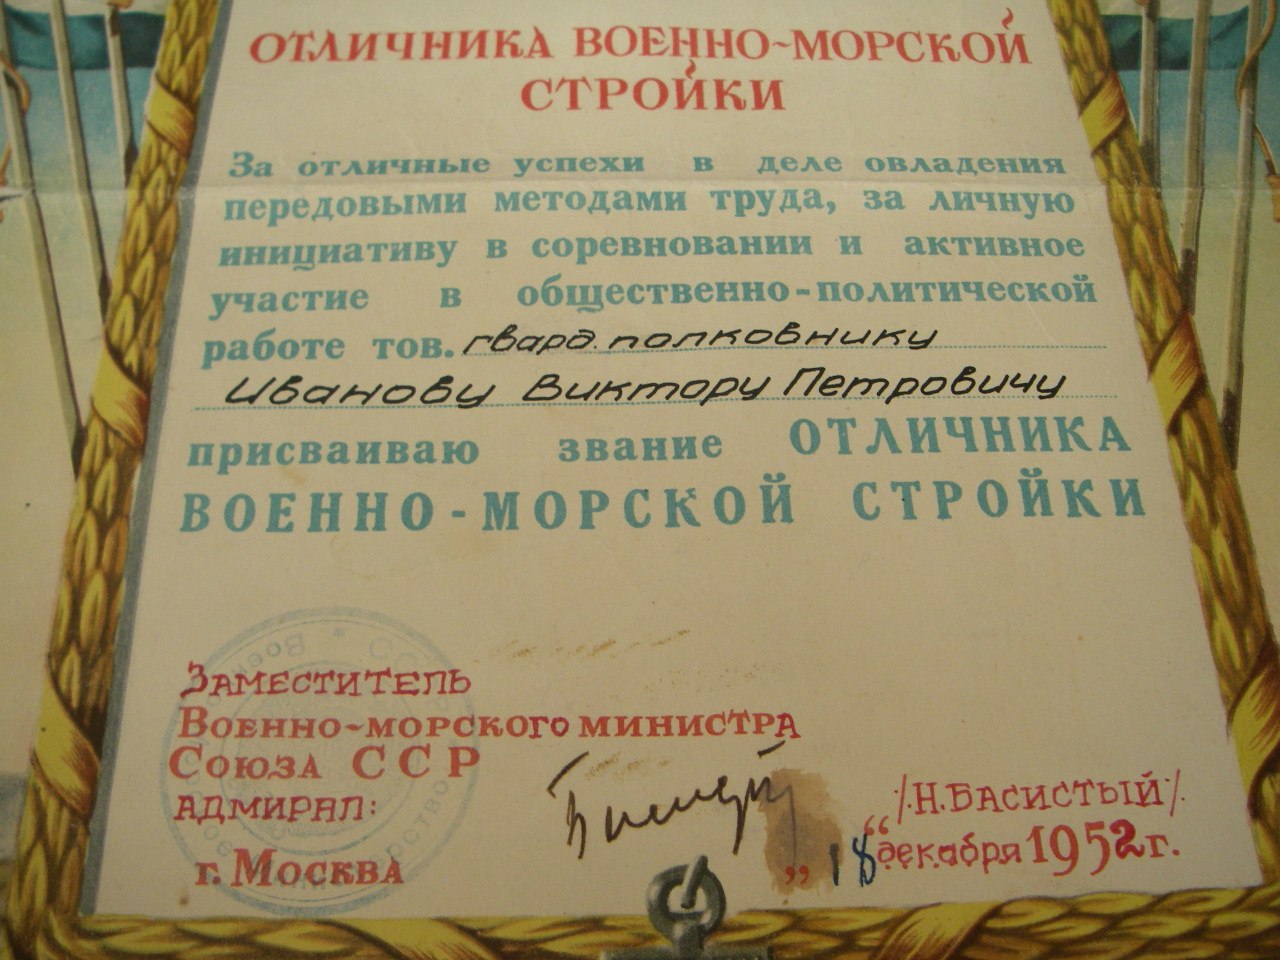 ОТЛИЧНИКА ВОЕННО-МОРСКОЙ
СТРОЙКИ
За отличные успехи в деле овладения
передовыми методами труда, за личную
инициативу в соревновании и активное
участие в общественно-политической
работе тов. гвард. полковнику
Иванову Виктору Петровичу
присваиваю звание ОТЛИЧНИКА
ВОЕННО-МОРСКОЙ СТРОЙКИ
Заместитель
Военно-морского министра
Союза ССР
адмирал:
/Н. Басистый/
г. Москва
„18“ декабря 1952 г.